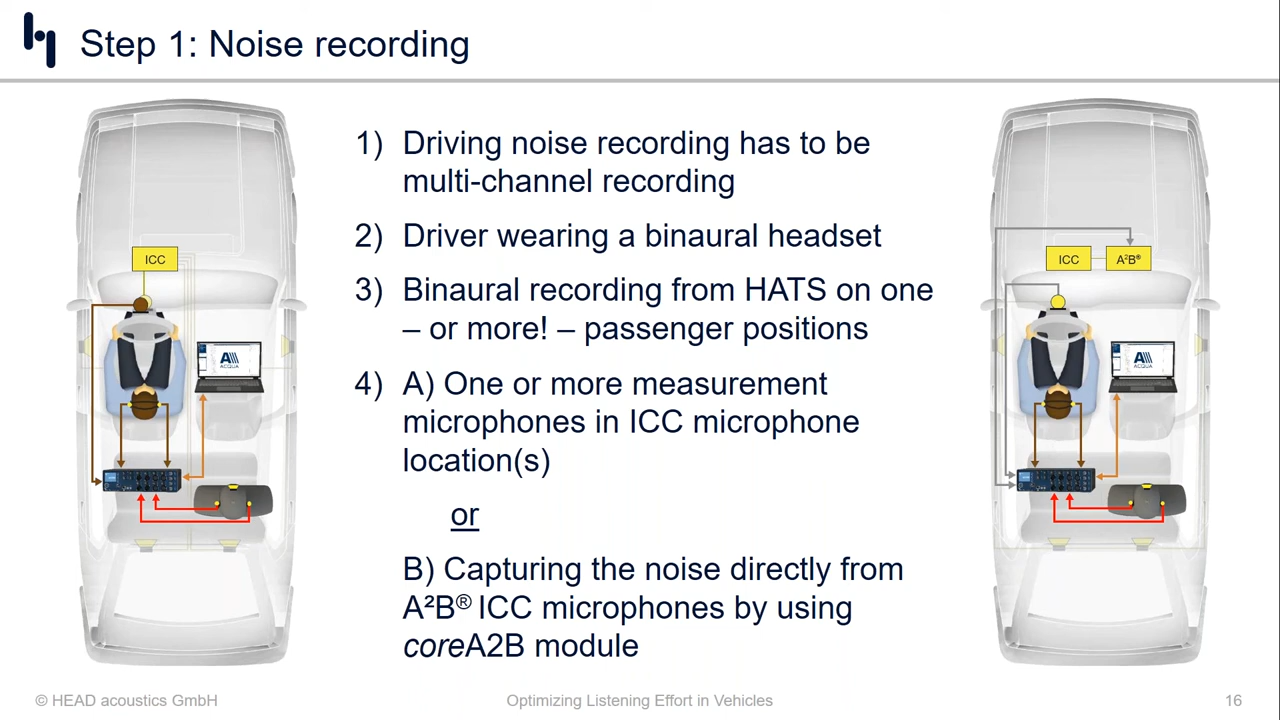 Step 1: Noise recording
1) Driving noise recording has to be
multi-channel recording
2) Driver wearing a binaural headset
3) Binaural recording from HATS on one
– or more! – passenger positions
4) A) One or more measurement
microphones in ICC microphone
location(s)
or
B) Capturing the noise directly from
A²B® ICC microphones by using
coreA2B module
ICC
ACQUA
ICC
A²B®
ACQUA
© HEAD acoustics GmbH
Optimizing Listening Effort in Vehicles
16